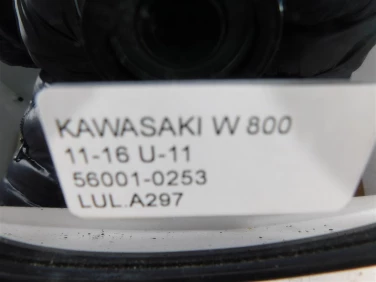 KAWASAKI W 800
11-16 U-11
56001-0253
LUL.A297